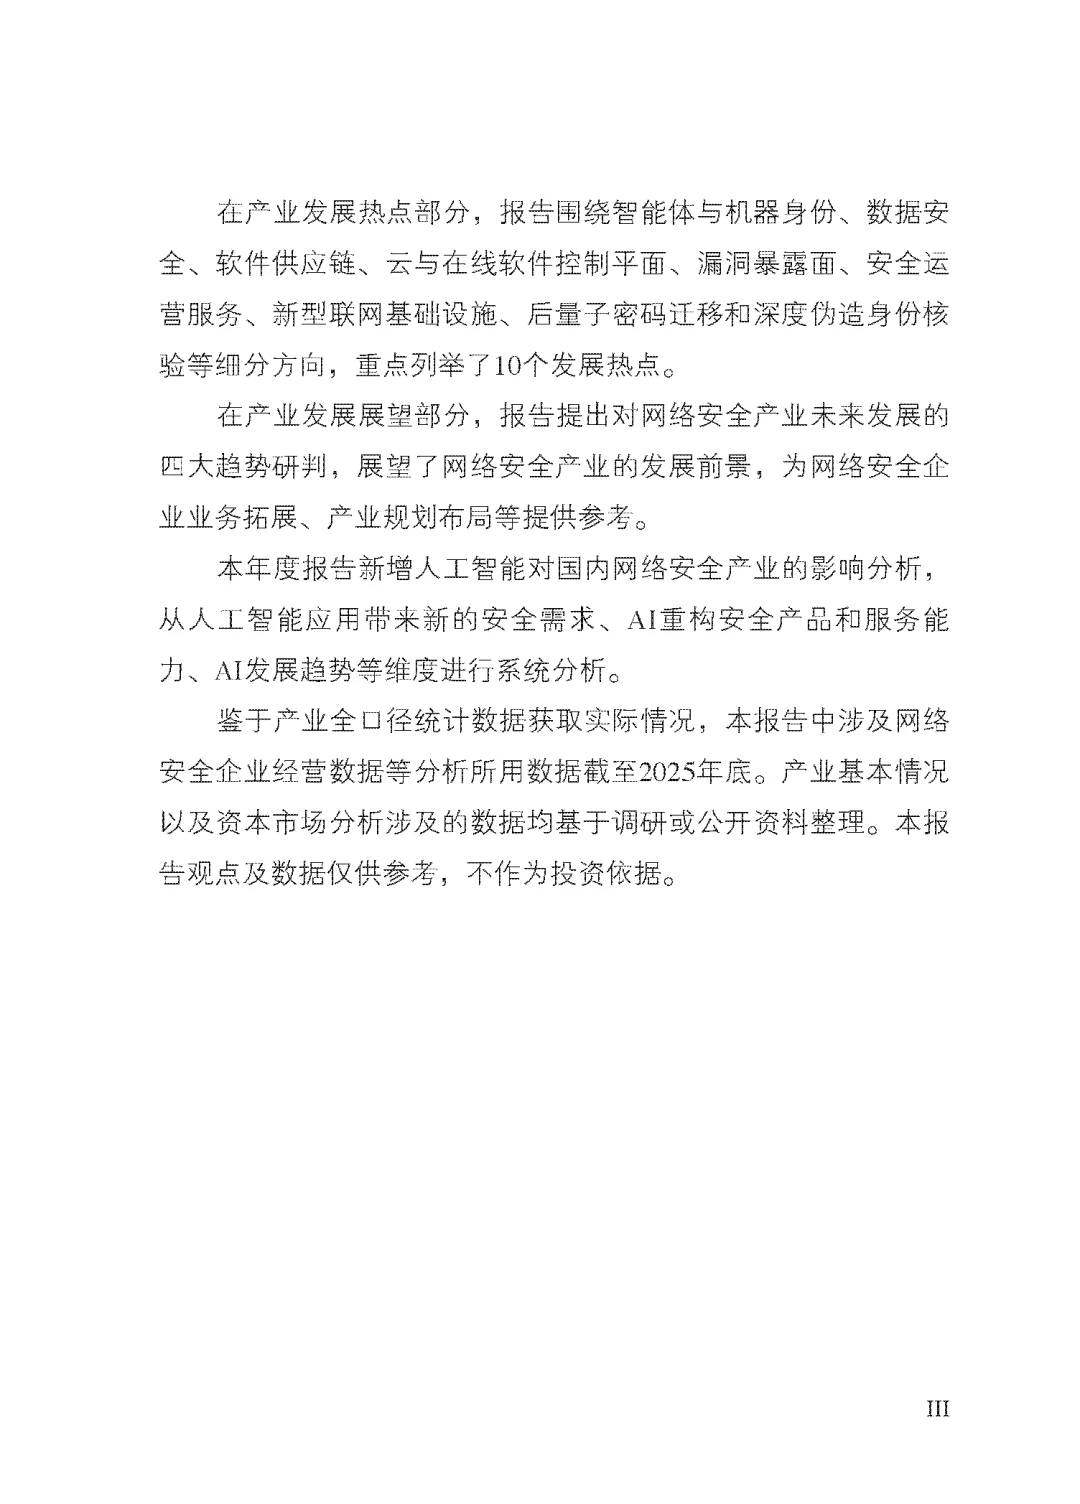 在产业发展热点部分，报告围绕智能体与机器身份、数据安
全、软件供应链、云与在线软件控制平面、漏洞暴露面、安全运
营服务、新型联网基础设施、后量子密码迁移和深度伪造身份核
验等细分方向，重点列举了10个发展热点。
在产业发展展望部分，报告提出对网络安全产业未来发展的
四大趋势研判，展望了网络安全产业的发展前景，为网络安全企
业业务拓展、产业规划布局等提供参考。
本年度报告新增人工智能对国内网络安全产业的影响分析，
从人工智能应用带来新的安全需求、AI重构安全产品和服务能
力、AI发展趋势等维度进行系统分析。
鉴于产业全口径统计数据获取实际情况，本报告中涉及网络
安全企业经营数据等分析所用数据截至2025年底。产业基本情况
以及资本市场分析涉及的数据均基于调研或公开资料整理。本报
告观点及数据仅供参考，不作为投资依据。
III